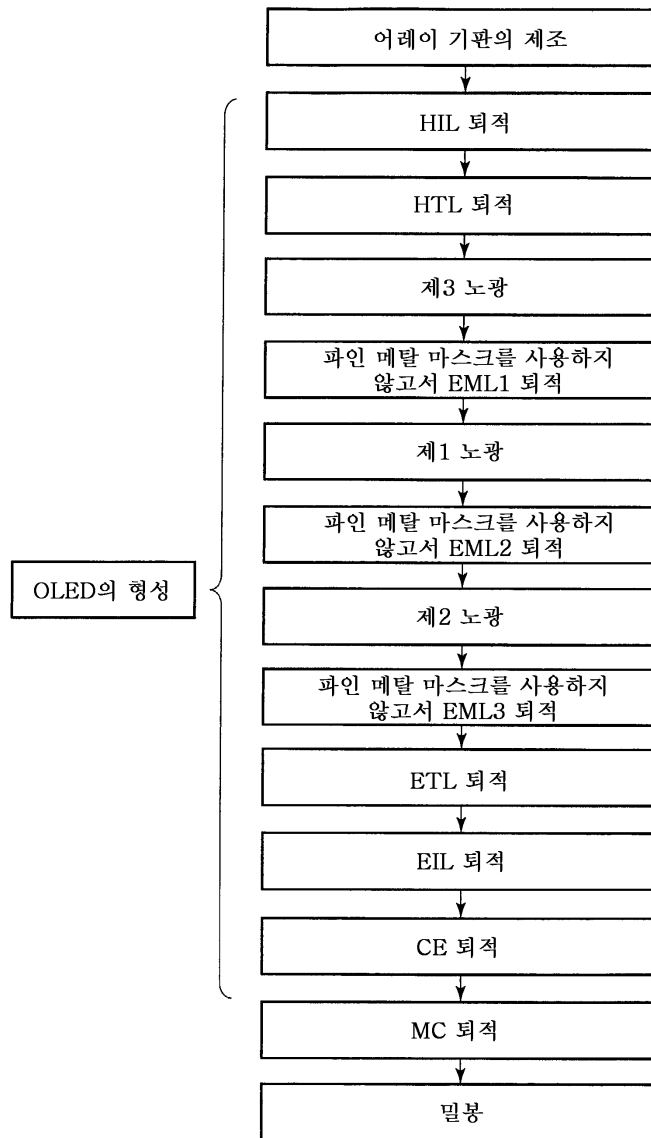 어레이 기판의 제조
HIL 퇴적
HTL 퇴적
제3 노광
파인 메탈 마스크를 사용하지
않고서 EML1 퇴적
제1 노광
파인 메탈 마스크를 사용하지
않고서 EML2 퇴적
OLED의 형성
제2 노광
파인 메탈 마스크를 사용하지
않고서 EML3 퇴적
ETL 퇴적
EIL 퇴적
CE 퇴적
MC 퇴적
밀봉